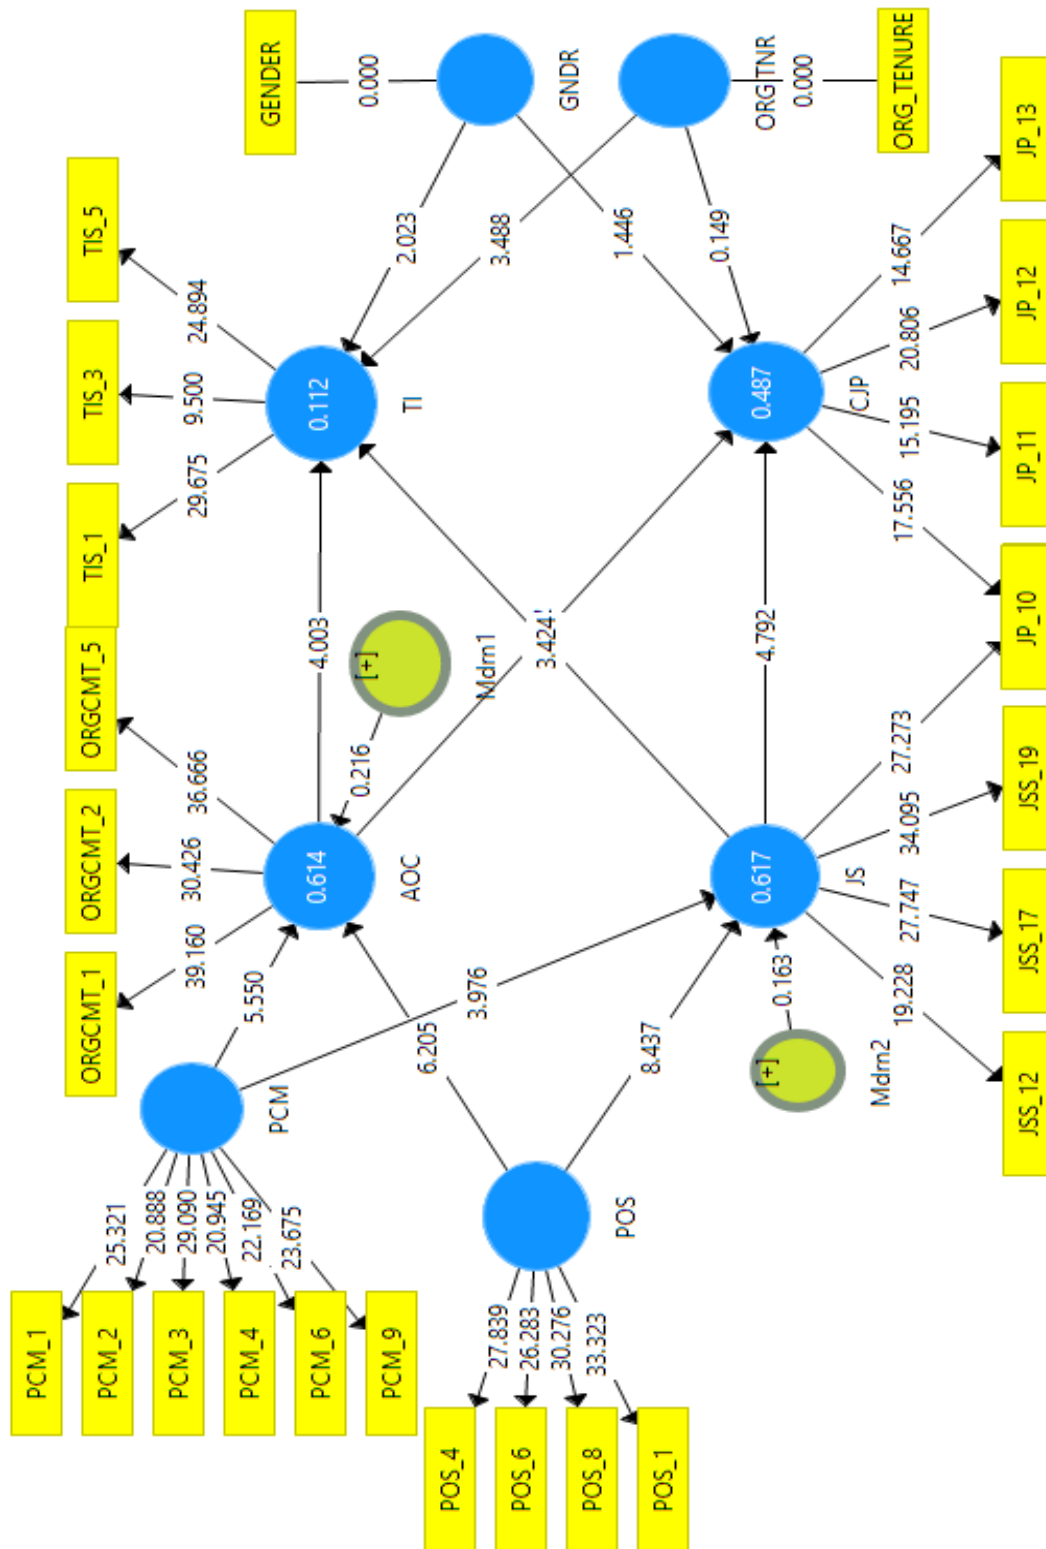 PCM_1
PCM_2
PCM_3
PCM_4
PCM_6
PCM_9
25.321
20.888
29.090
20.945
22.169
23.675
PCM
ORGCMT_1
ORGCMT_2
ORGCMT_5
TIS_1
TIS_3
TIS_5
39.160
30.426
36.666
29.675
9.500
24.894
5.550
0.614
AOC
4.003
0.112
TI
[+]
0.216
Mdrn1
GENDER
0.000
GNDR
2.023
3.488
1.446
0.149
ORG TNR
0.000
ORG_TENURE
3.976
6.205
3.424
POS_4
POS_6
POS_8
POS_1
27.839
26.283
30.276
33.323
POS
8.437
[+]
0.163
Mdrn2
0.617
JS
4.792
0.487
CJP
19.228
27.747
34.095
27.273
17.556
15.195
20.806
14.667
JSS_12
JSS_17
JSS_19
JP_10
JP_11
JP_12
JP_13